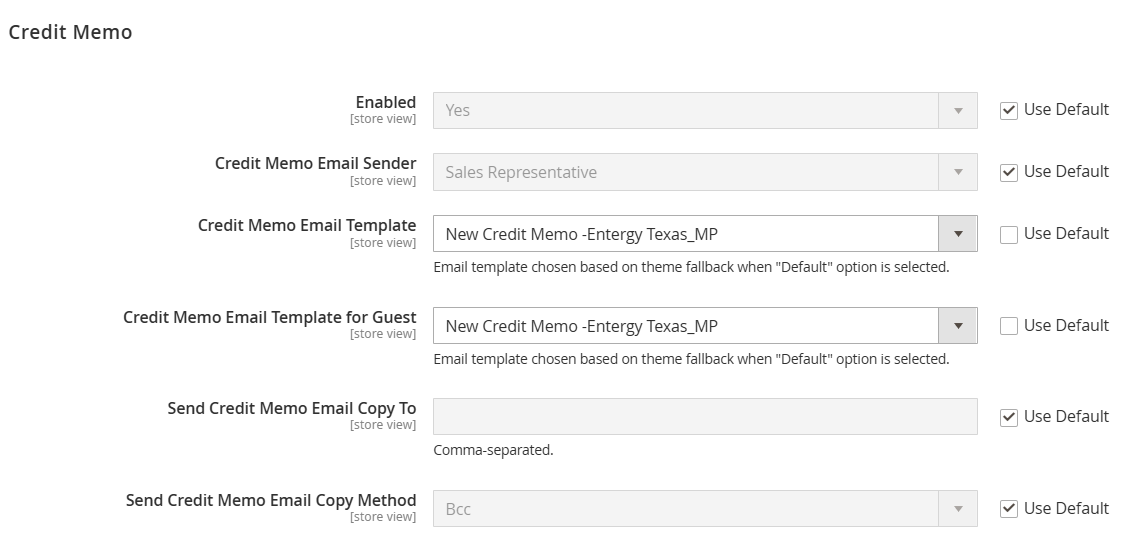 Credit Memo
Enabled
[store view]
Yes
Use Default
Credit Memo Email Sender
[store view]
Sales Representative
Use Default
Credit Memo Email Template
[store view]
New Credit Memo -Entergy Texas_MP
Use Default
Email template chosen based on theme fallback when "Default" option is selected.
Credit Memo Email Template for Guest
[store view]
New Credit Memo -Entergy Texas_MP
Use Default
Email template chosen based on theme fallback when "Default" option is selected.
Send Credit Memo Email Copy To
[store view]
Use Default
Comma-separated.
Send Credit Memo Email Copy Method
[store view]
Bcc
Use Default